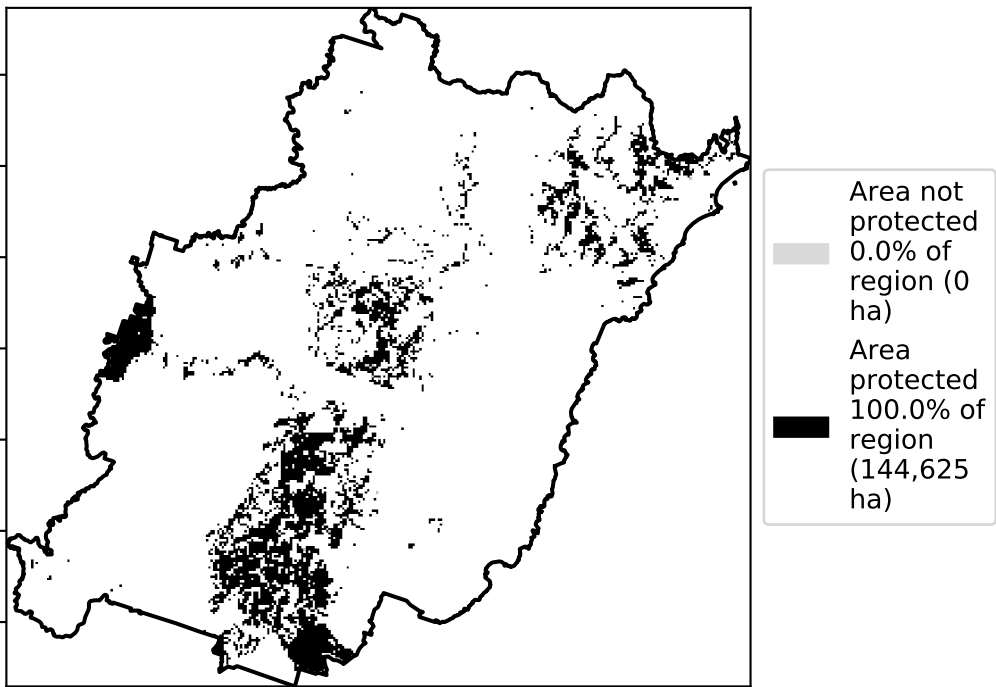 Area not
protected
0.0% of
region (0
ha)
Area
protected
100.0% of
region
(144,625
ha)